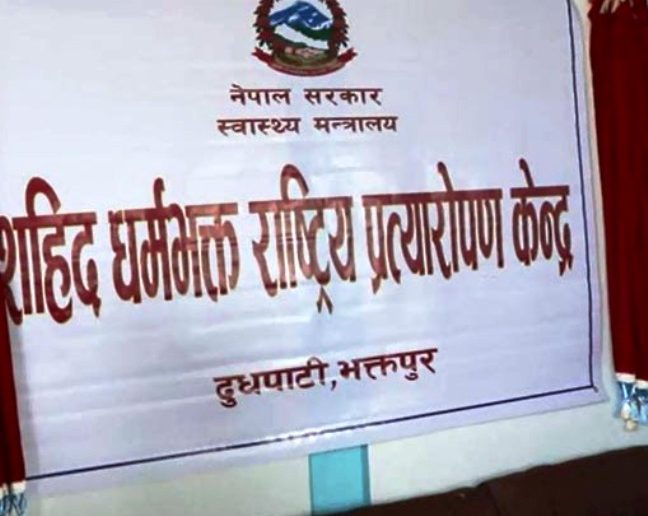 नेपाल सरकार
स्वास्थ्य मन्त्रालय
शहिद धर्मभक्त राष्ट्रिय प्रत्यारोपण केन्द्र
दुधपाटी,भक्तपुर